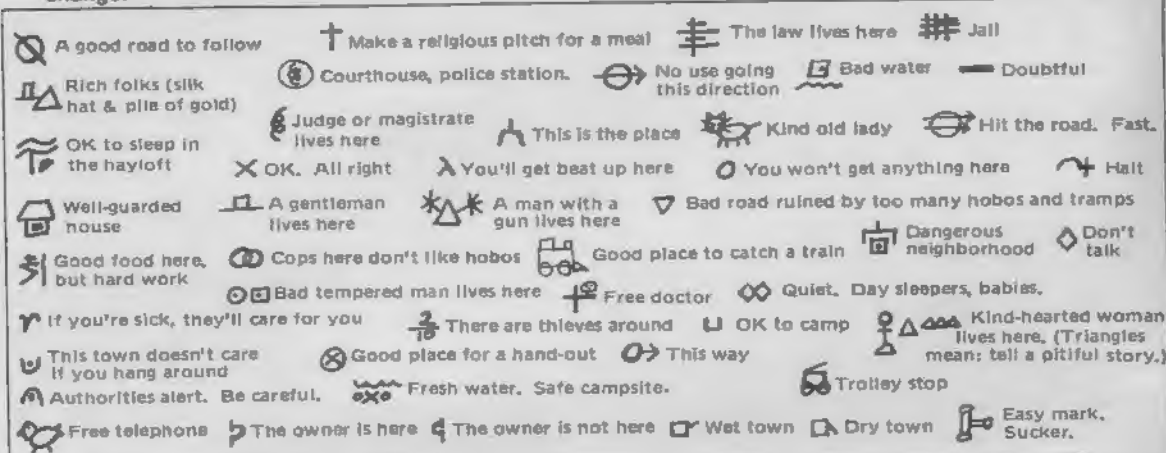 A good road to follow
Make a religious pitch for a meal
The law lives here
Jail
Rich folks (silk
hat & pile of gold)
Courthouse, police station.
No use going
this direction
Bad water
Doubtful
OK to sleep in
the hayloft
Judge or magistrate
lives here
This is the place
Kind old lady
Hit the road. Fast.
OK. All right
You'll get beat up here
You won't get anything here
Halt
Well-guarded
house
A gentleman
lives here
A man with a
gun lives here
Bad road ruined by too many hobos and tramps
Good food here,
but hard work
Cops here don't like hobos
Good place to catch a train
Dangerous
neighborhood
Don't
talk
Bad tempered man lives here
Free doctor
Quiet. Day sleepers, babies.
If you're sick, they'll care for you
2/10
There are thieves around
OK to camp
Kind-hearted woman
lives here. (Triangles
mean: tell a pitiful story.)
This town doesn't care
if you hang around
Good place for a hand-out
This way
Authorities alert. Be careful.
Fresh water. Safe campsite.
Trolley stop
Free telephone
The owner is here
The owner is not here
Wet town
Dry town
Easy mark.
Sucker.